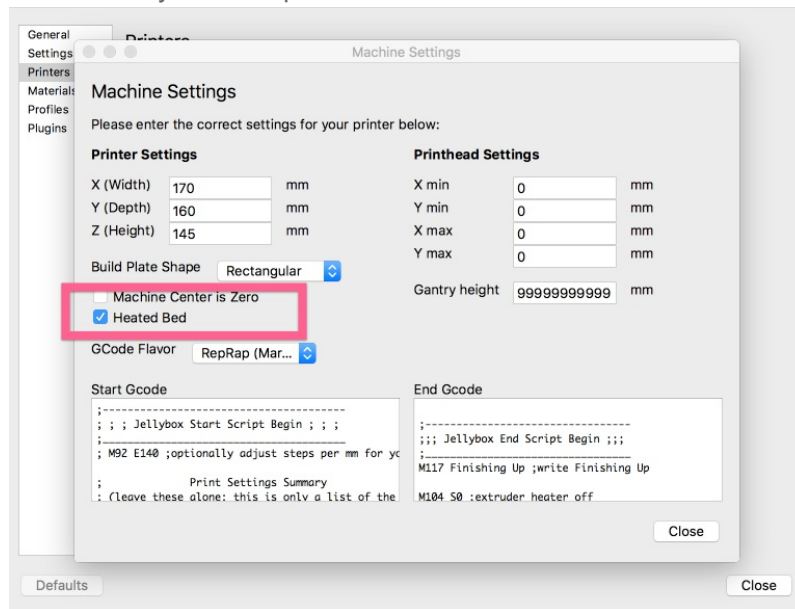 General
Settings
Printers
Materials
Profiles
Plugins
Machine Settings
Machine Settings
Please enter the correct settings for your printer below:
Printer Settings
X (Width) 170 mm
Y (Depth) 160 mm
Z (Height) 145 mm
Build Plate Shape Rectangular
Machine Center is Zero
Heated Bed
GCode Flavor RepRap (Mar...
Printhead Settings
X min 0 mm
Y min 0 mm
X max 0 mm
Y max 0 mm
Gantry height 99999999999 mm
Start Gcode
;--------------------------------------
; ; ; Jellybox Start Script Begin ; ; ;
;______________________________________
; M92 E140 ;optionally adjust steps per mm for yo
; Print Settings Summary
; (leave these alone: this is only a list of the
End Gcode
;---------------------------------
;;; Jellybox End Script Begin ;;;
;_________________________________
M117 Finishing Up ;write Finishing Up
M104 S0 ;extruder heater off
Close
Defaults
Close